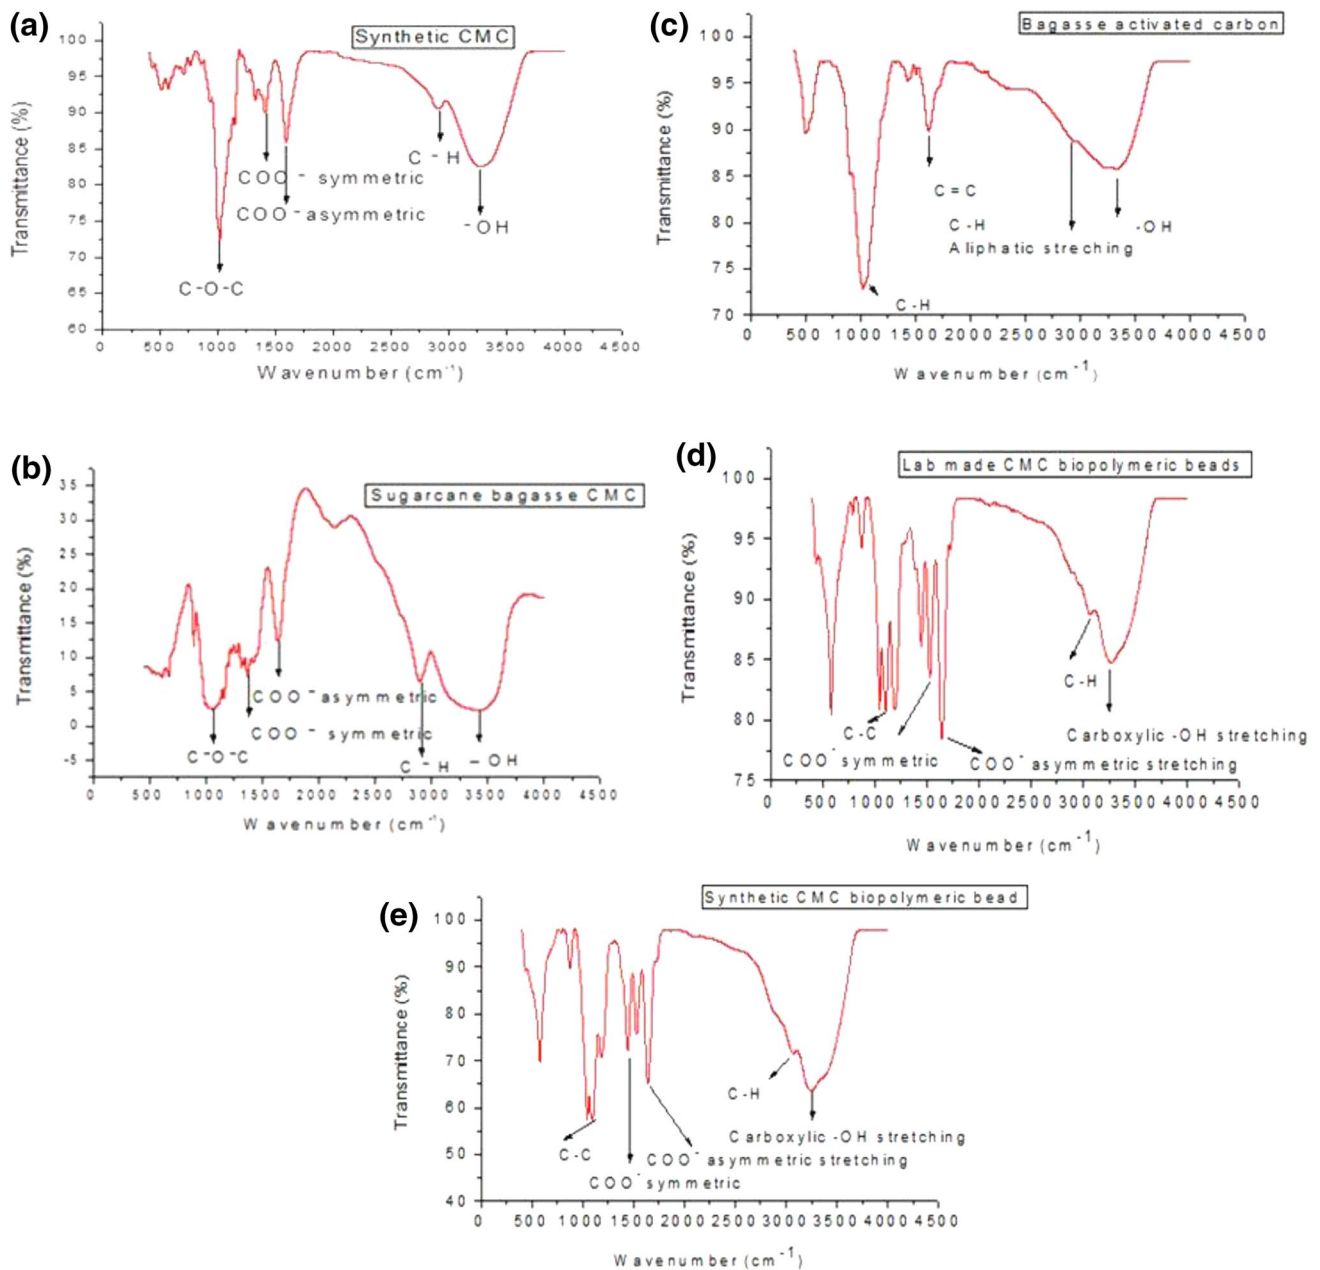 (a)
Synthetic CMC
Transmittance (%)
100
95
90
85
80
75
70
65
60
C-H
COO⁻ symmetric
COO⁻ asymmetric
-OH
C-O-C
0 500 1000 1500 2000 2500 3000 3500 4000 4500
Wavenumber (cm⁻¹)
(c)
Bagasse activated carbon
Transmittance (%)
100
95
90
85
80
75
70
C=C
C-H
Aliphatic streching
-OH
C-H
0 500 1000 1500 2000 2500 3000 3500 4000 4500
Wavenumber (cm⁻¹)
(b)
Sugarcane bagasse CMC
Transmittance (%)
35
30
25
20
15
10
5
0
-5
COO⁻ asymmetric
COO⁻ symmetric
C-O-C
C-H
-OH
0 500 1000 1500 2000 2500 3000 3500 4000 4500
Wavenumber (cm⁻¹)
(d)
Lab made CMC biopolymeric beads
Transmittance (%)
100
95
90
85
80
75
C-H
C-C
Carboxylic -OH stretching
COO⁻ symmetric
COO⁻ asymmetric stretching
0 500 1000 1500 2000 2500 3000 3500 4000 4500
Wavenumber (cm⁻¹)
(e)
Synthetic CMC biopolymeric bead
Transmittance (%)
100
90
80
70
60
50
40
C-H
Carboxylic -OH stretching
C-C
COO⁻ asymmetric stretching
COO⁻ symmetric
0 500 1000 1500 2000 2500 3000 3500 4000 4500
Wavenumber (cm⁻¹)